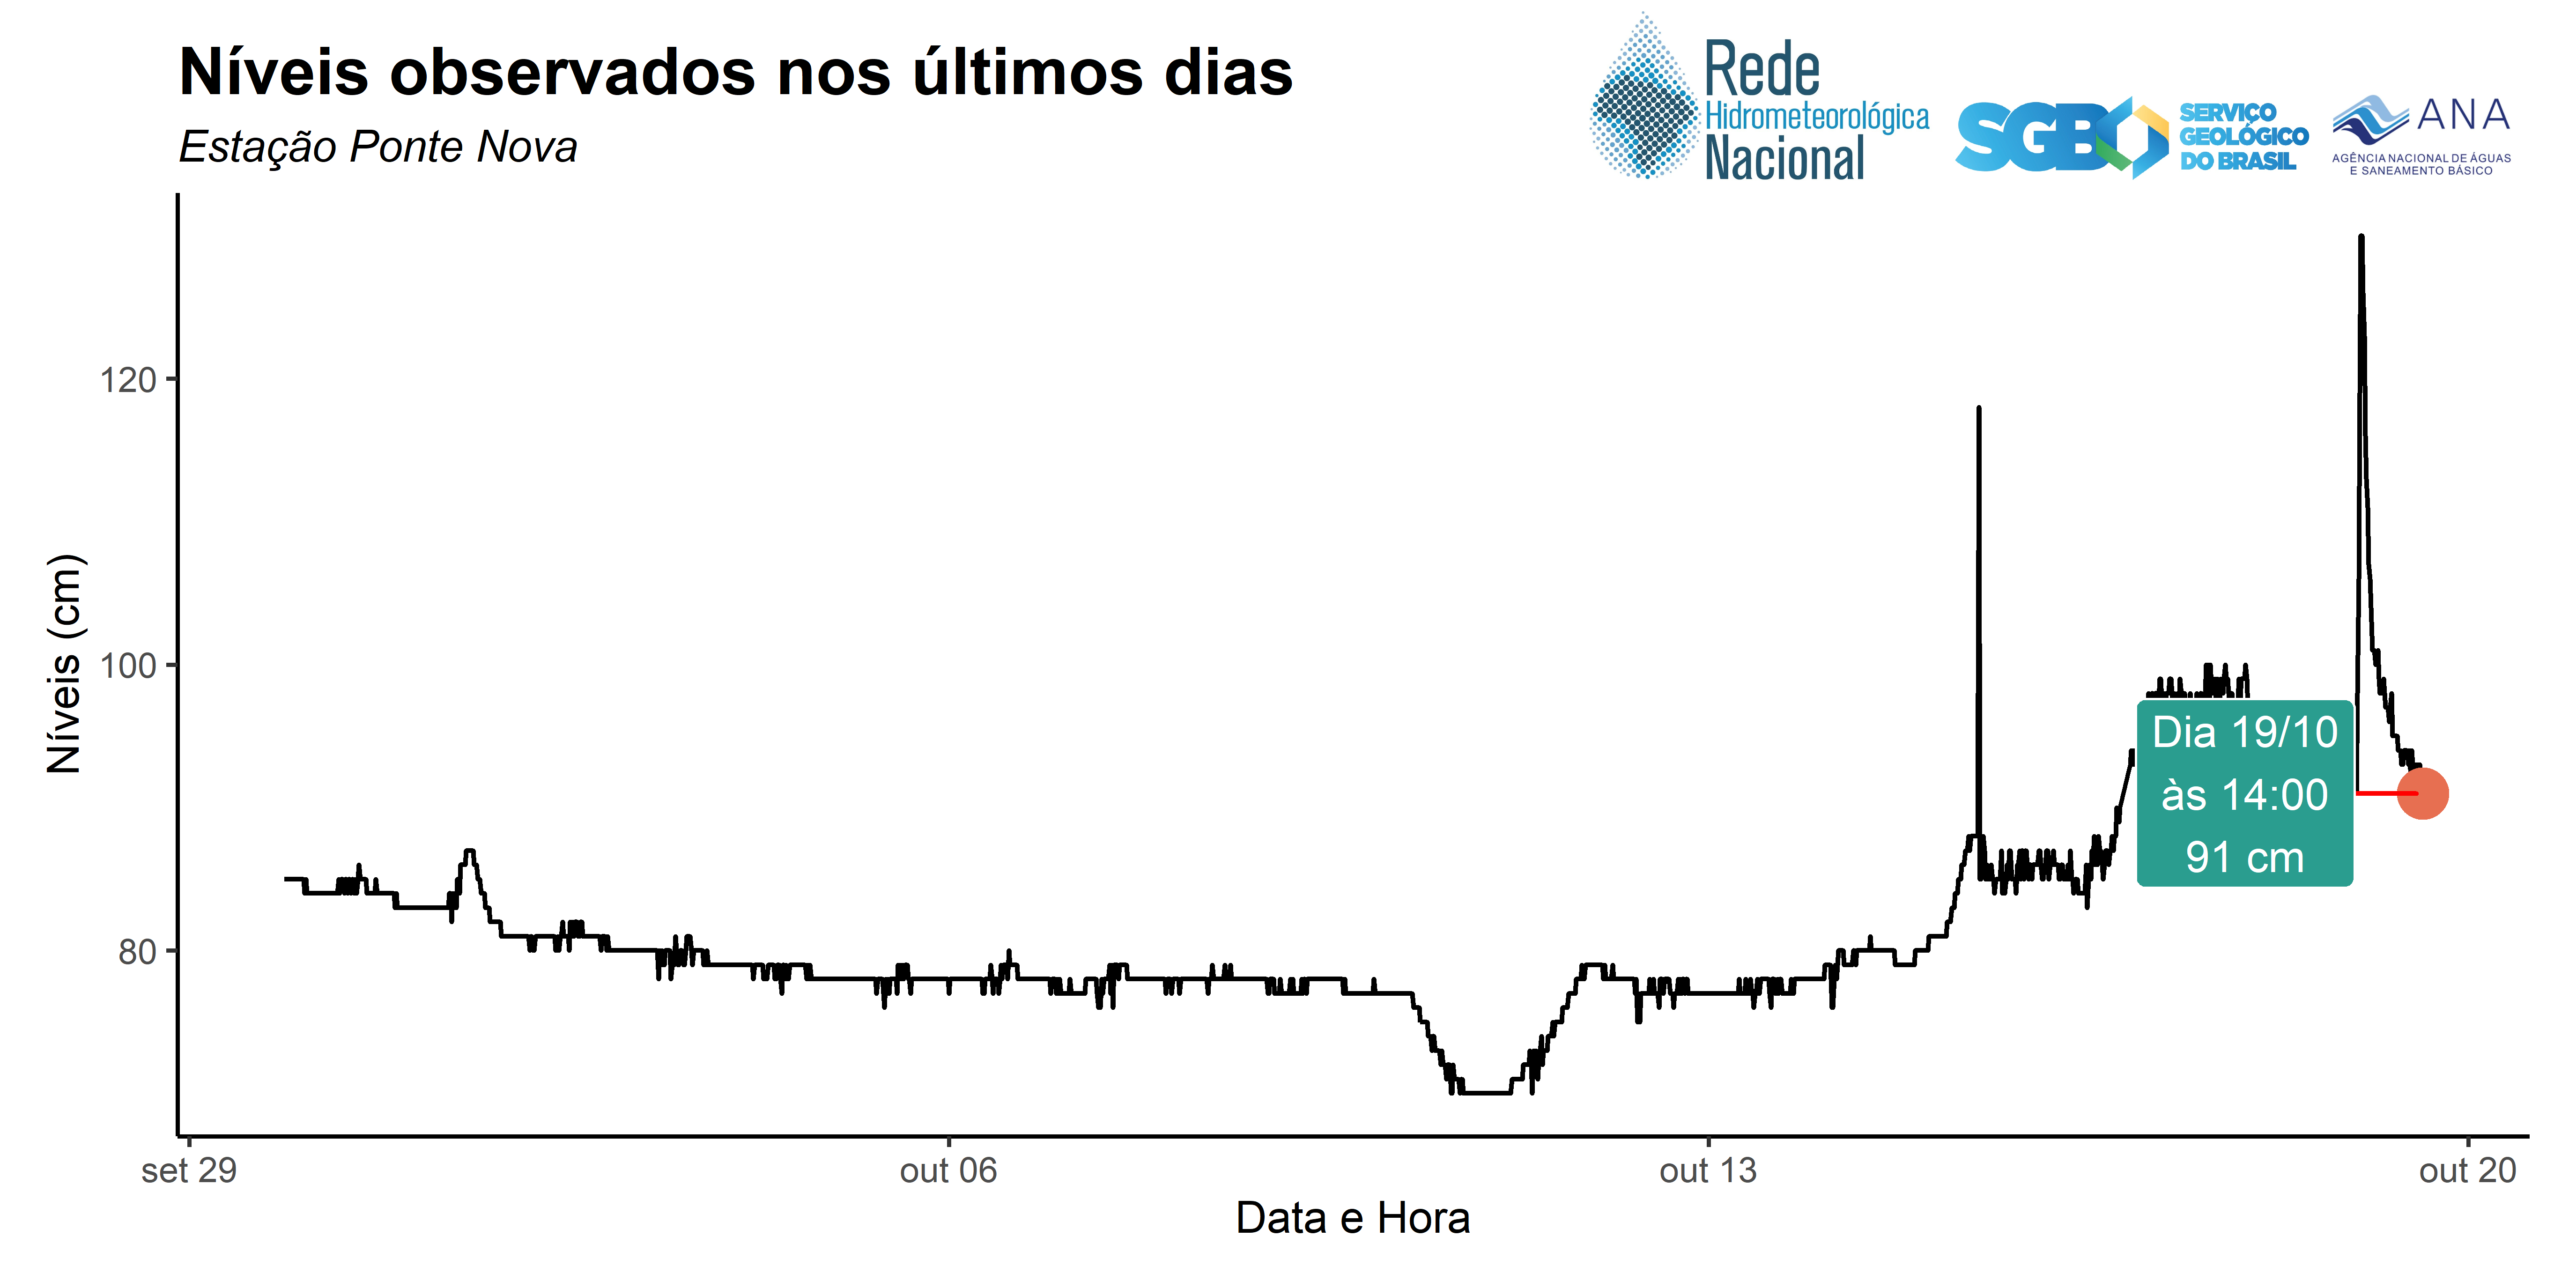 Níveis observados nos últimos dias
Estação Ponte Nova
Rede
Hidrometeorológica
Nacional
SGB
SERVIÇO
GEOLÓGICO
DO BRASIL
ANA
AGÊNCIA NACIONAL DE ÁGUAS
E SANEAMENTO BÁSICO
Níveis (cm)
120
100
80
Dia 19/10
às 14:00
91 cm
set 29
out 06
out 13
out 20
Data e Hora